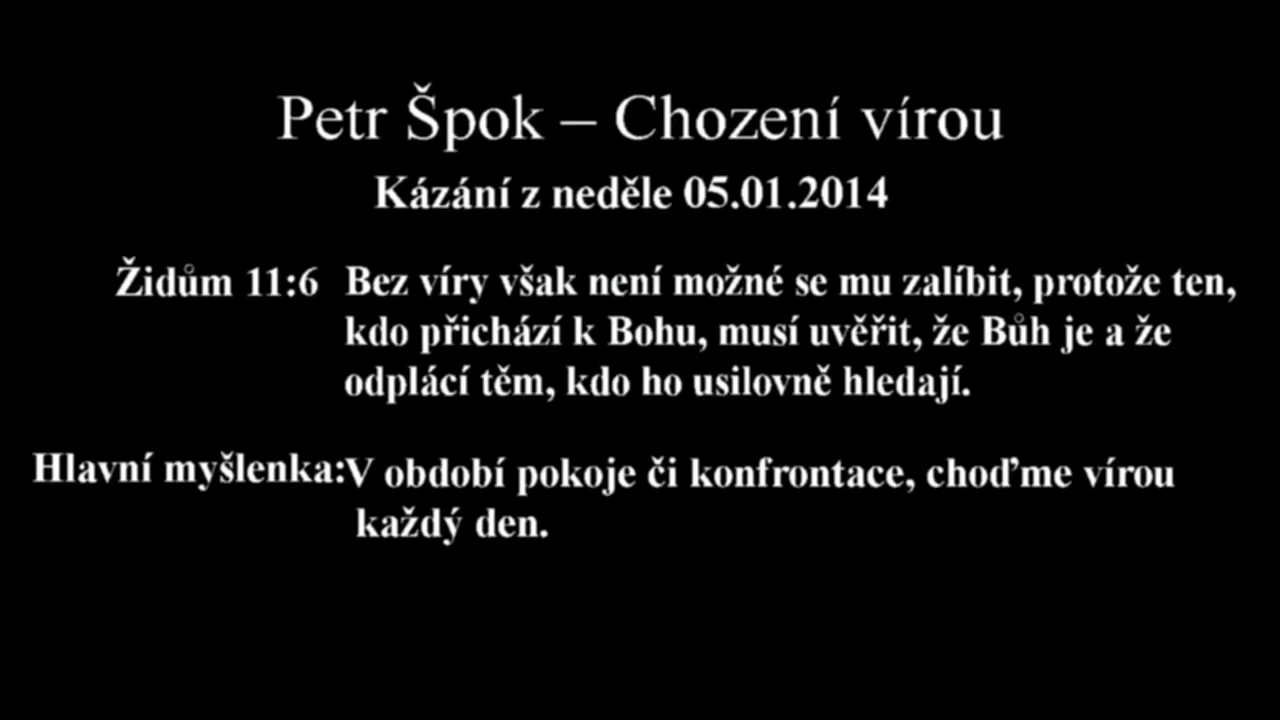 Petr Špok – Chození vírou
Kázání z neděle 05.01.2014
Židům 11:6 Bez víry však není možné se mu zalíbit, protože ten,
kdo přichází k Bohu, musí uvěřit, že Bůh je a že
odplácí těm, kdo ho usilovně hledají.
Hlavní myšlenka:V období pokoje či konfrontace, choďme vírou
každý den.